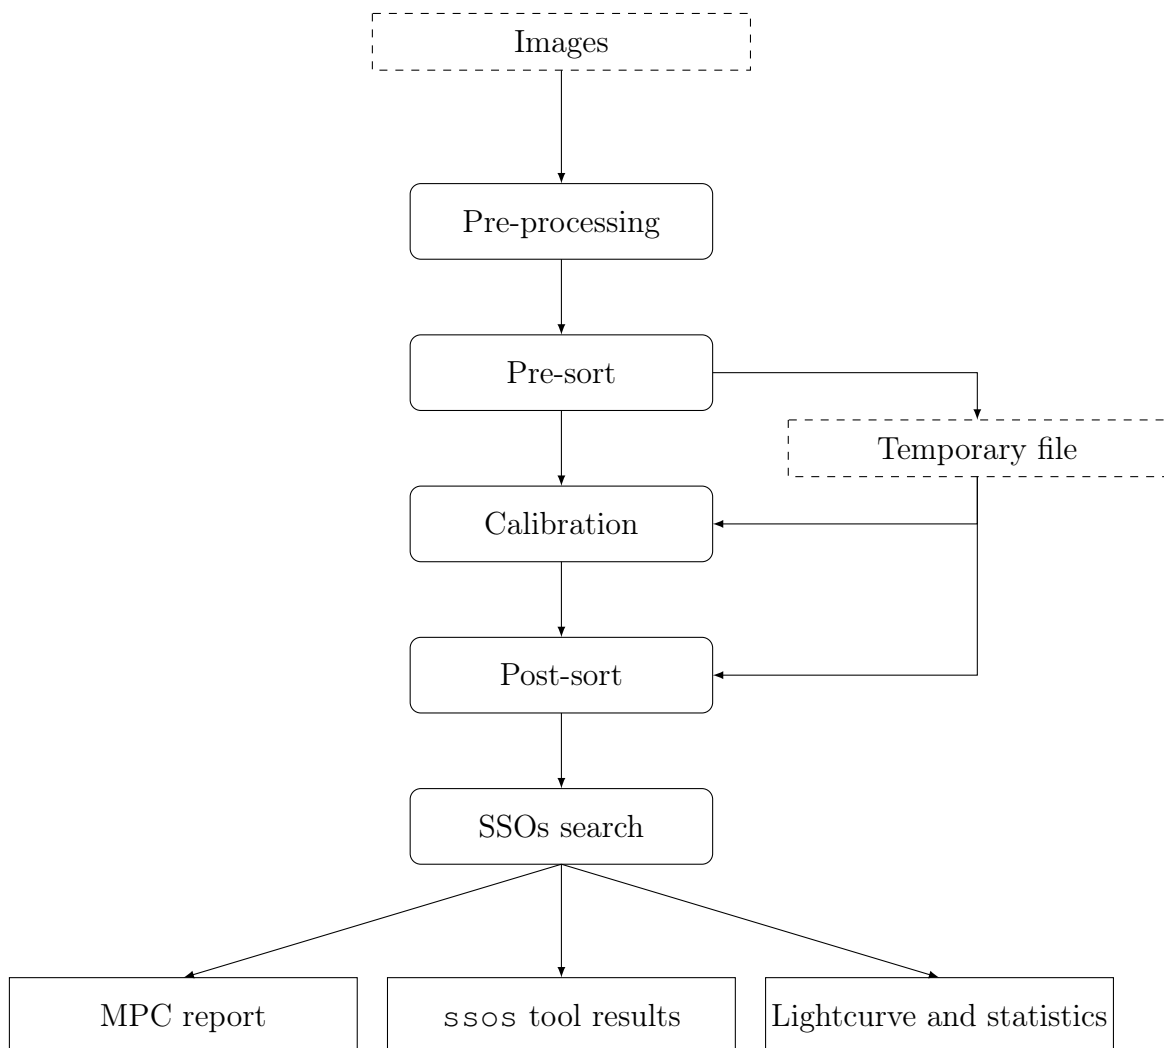 Images
Pre-processing
Pre-sort
Temporary file
Calibration
Post-sort
SSOs search
MPC report
ssos tool results
Lightcurve and statistics